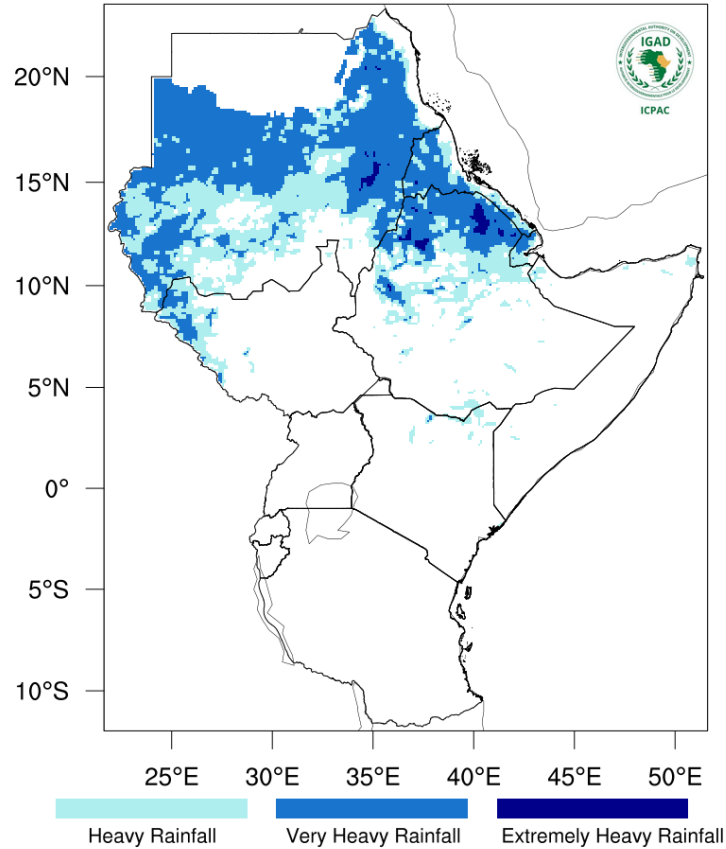 IGAD
ICPAC
20°N
15°N
10°N
5°N
0°
5°S
10°S
25°E 30°E 35°E 40°E 45°E 50°E
Heavy Rainfall Very Heavy Rainfall Extremely Heavy Rainfall